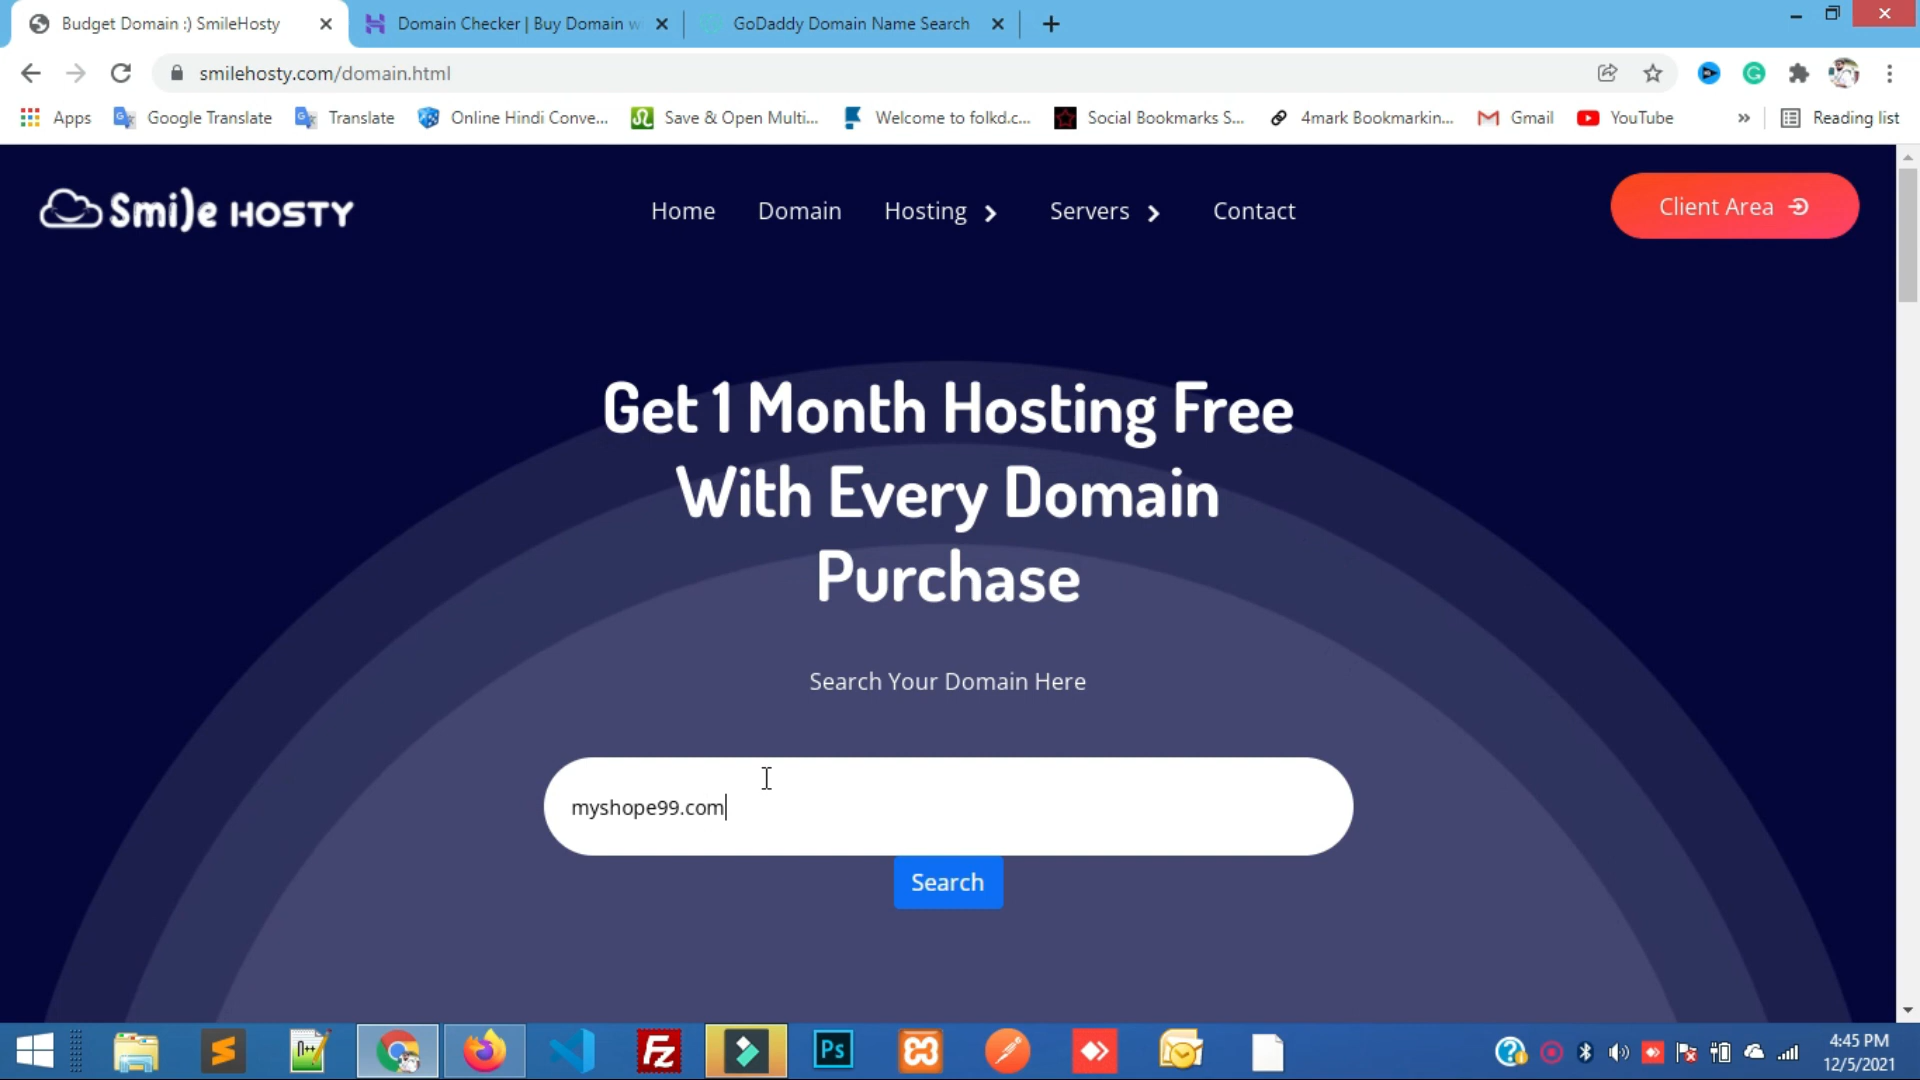 Budget Domain :) SmileHosty
Domain Checker | Buy Domain w
GoDaddy Domain Name Search
smilehosty.com/domain.html
Apps
Google Translate
Translate
Online Hindi Conve...
Save & Open Multi...
Welcome to folkd.c...
Social Bookmarks S...
4mark Bookmarkin...
Gmail
YouTube
»
Reading list
Smile HOSTY
Home
Domain
Hosting
Servers
Contact
Client Area
Get 1 Month Hosting Free
With Every Domain
Purchase
Search Your Domain Here
myshope99.com
Search
N++
Fz
Ps
4:45 PM
12/5/2021